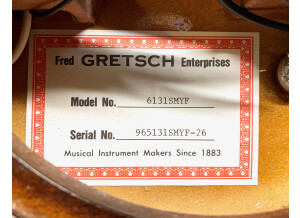 Fred GRETSCH Enterprises
Model No. 6131SMYF
Serial No. 965131SMYF-26
Musical Instrument Makers Since 1883